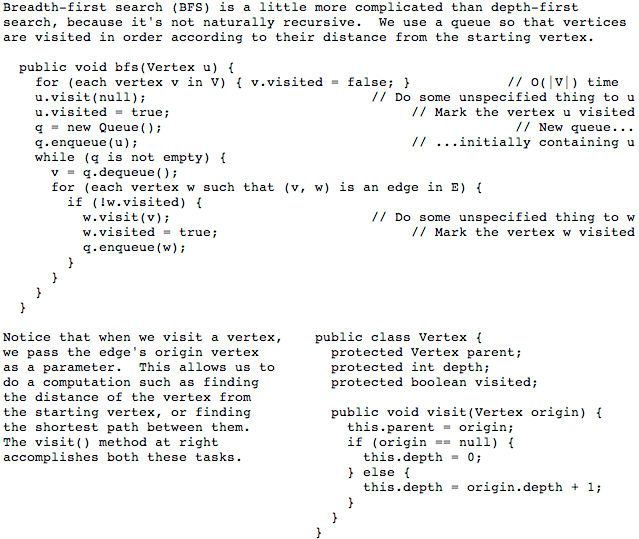 Breadth-first search (BFS) is a little more complicated than depth-first
search, because it's not naturally recursive.  We use a queue so that vertices
are visited in order according to their distance from the starting vertex.

  public void bfs(Vertex u) {
    for (each vertex v in V) { v.visited = false; }            // O(|V|) time
    u.visit(null);                            // Do some unspecified thing to u
    u.visited = true;                              // Mark the vertex u visited
    q = new Queue();                                            // New queue...
    q.enqueue(u);                                  // ...initially containing u
    while (q is not empty) {
      v = q.dequeue();
      for (each vertex w such that (v, w) is an edge in E) {
        if (!w.visited) {
          w.visit(v);                         // Do some unspecified thing to w
          w.visited = true;                        // Mark the vertex w visited
          q.enqueue(w);
        }
      }
    }
  }

Notice that when we visit a vertex,
we pass the edge's origin vertex
as a parameter.  This allows us to
do a computation such as finding
the distance of the vertex from
the starting vertex, or finding
the shortest path between them.
The visit() method at right
accomplishes both these tasks.

public class Vertex {
  protected Vertex parent;
  protected int depth;
  protected boolean visited;

  public void visit(Vertex origin) {
    this.parent = origin;
    if (origin == null) {
      this.depth = 0;
    } else {
      this.depth = origin.depth + 1;
    }
  }
}